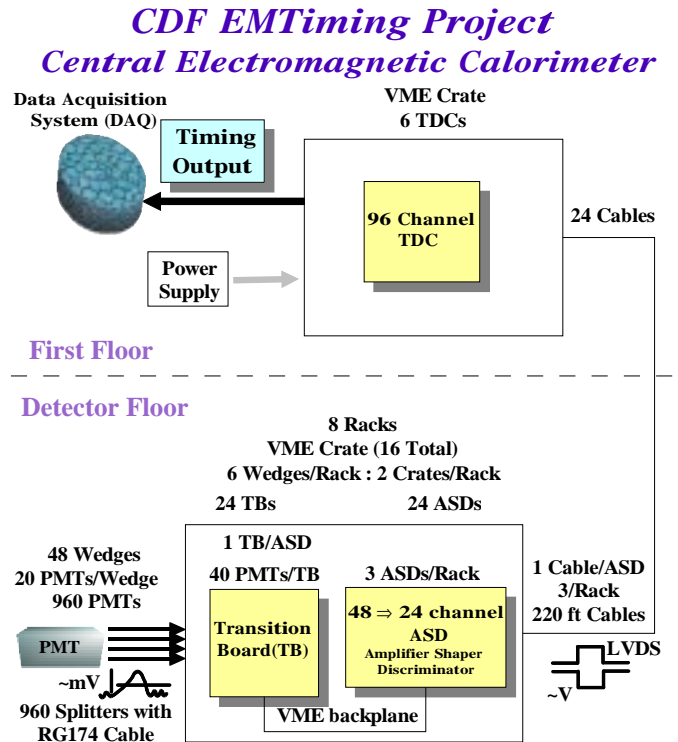 CDF EMTiming Project
Central Electromagnetic Calorimeter
Data Acquisition
System (DAQ)
Timing
Output
VME Crate
6 TDCs
96 Channel
TDC
24 Cables
Power
Supply
First Floor
Detector Floor
8 Racks
VME Crate (16 Total)
6 Wedges/Rack : 2 Crates/Rack
24 TBs
24 ASDs
1 TB/ASD
40 PMTs/TB
3 ASDs/Rack
48 Wedges
20 PMTs/Wedge
960 PMTs
1 Cable/ASD
3/Rack
220 ft Cables
PMT
Transition
Board(TB)
48 ⇒ 24 channel
ASD
Amplifier Shaper
Discriminator
LVDS
~mV
~V
960 Splitters with
RG174 Cable
VME backplane